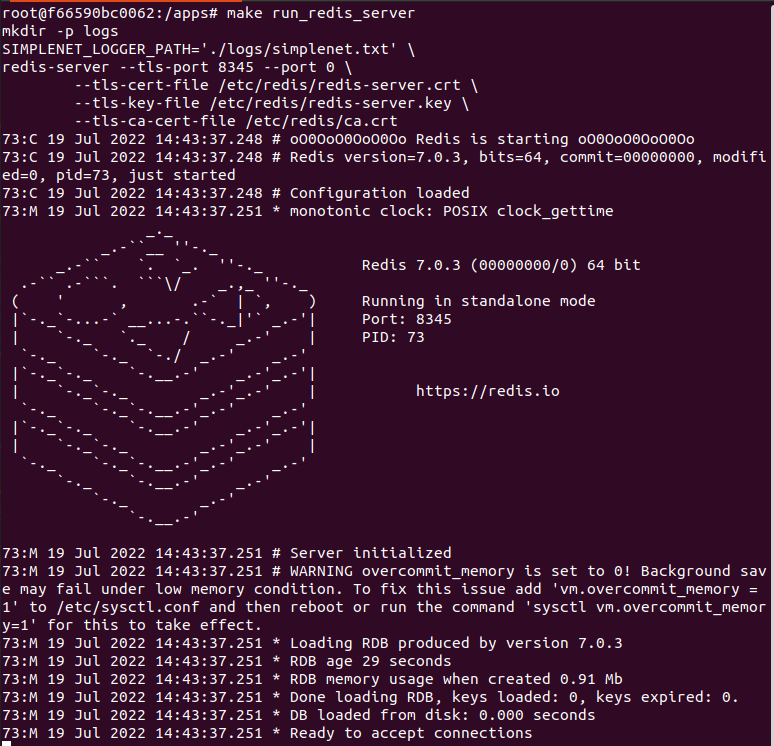 root@f66590bc0062:/apps# make run_redis_server
mkdir -p logs
SIMPLENET_LOGGER_PATH='./logs/simplenet.txt' \
redis-server --tls-port 8345 --port 0 \
        --tls-cert-file /etc/redis/redis-server.crt \
        --tls-key-file /etc/redis/redis-server.key \
        --tls-ca-cert-file /etc/redis/ca.crt
73:C 19 Jul 2022 14:43:37.248 # oO0OoO0OoO0Oo Redis is starting oO0OoO0OoO0Oo
73:C 19 Jul 2022 14:43:37.248 # Redis version=7.0.3, bits=64, commit=00000000, modifi
ed=0, pid=73, just started
73:C 19 Jul 2022 14:43:37.248 # Configuration loaded
73:M 19 Jul 2022 14:43:37.251 * monotonic clock: POSIX clock_gettime
Redis 7.0.3 (00000000/0) 64 bit
Running in standalone mode
Port: 8345
PID: 73
https://redis.io
73:M 19 Jul 2022 14:43:37.251 # Server initialized
73:M 19 Jul 2022 14:43:37.251 # WARNING overcommit_memory is set to 0! Background sav
e may fail under low memory condition. To fix this issue add 'vm.overcommit_memory =
1' to /etc/sysctl.conf and then reboot or run the command 'sysctl vm.overcommit_memor
y=1' for this to take effect.
73:M 19 Jul 2022 14:43:37.251 * Loading RDB produced by version 7.0.3
73:M 19 Jul 2022 14:43:37.251 * RDB age 29 seconds
73:M 19 Jul 2022 14:43:37.251 * RDB memory usage when created 0.91 Mb
73:M 19 Jul 2022 14:43:37.251 * Done loading RDB, keys loaded: 0, keys expired: 0.
73:M 19 Jul 2022 14:43:37.251 * DB loaded from disk: 0.000 seconds
73:M 19 Jul 2022 14:43:37.251 * Ready to accept connections